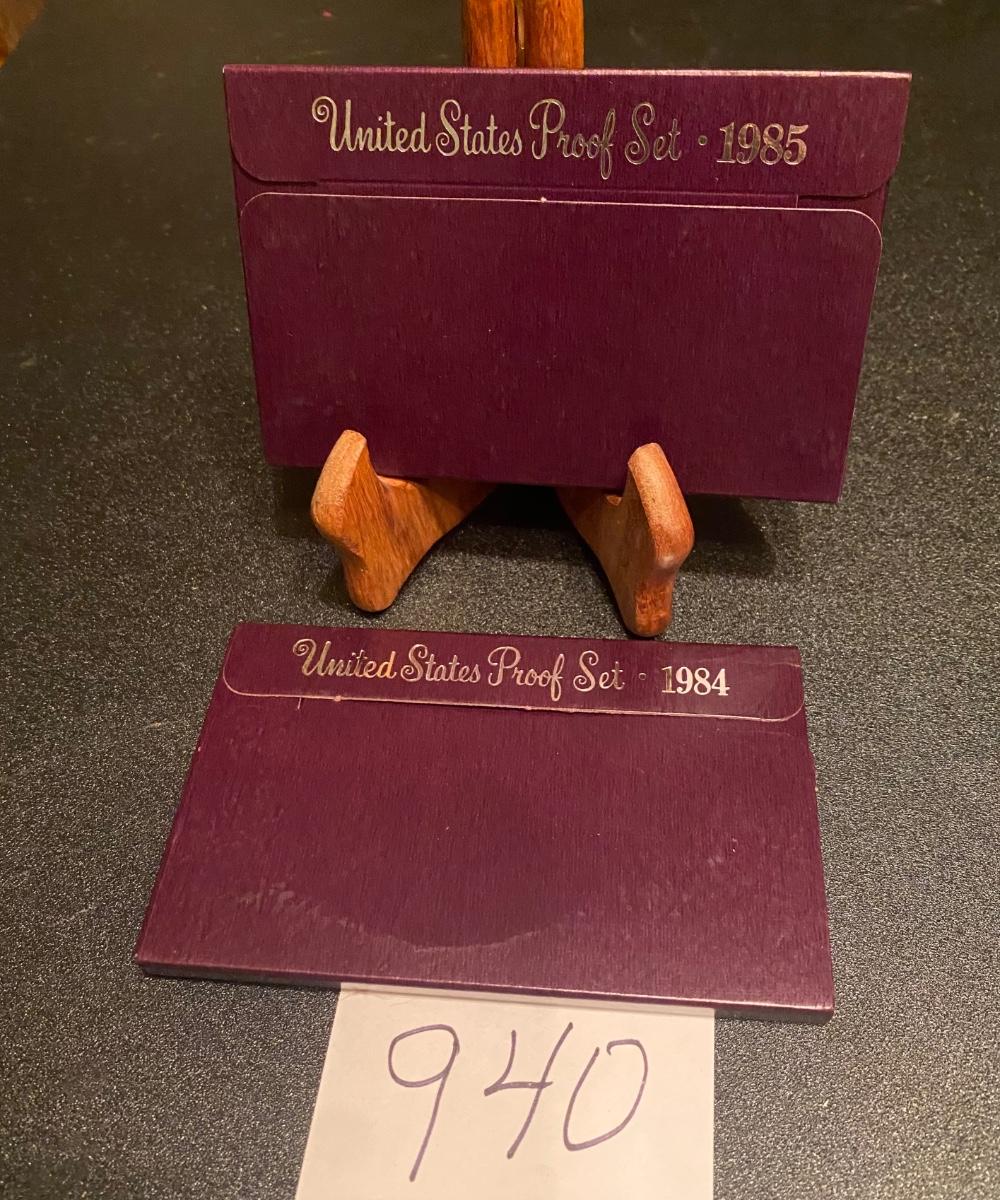 United States Proof Set · 1985
United States Proof Set · 1984
940